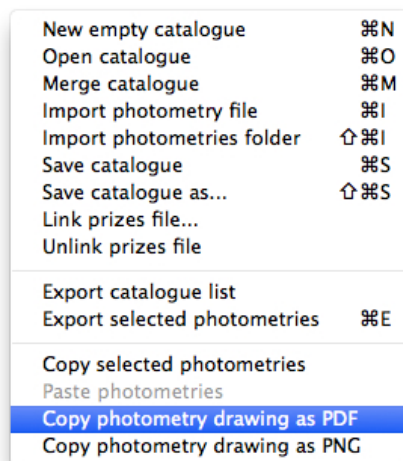 New empty catalogue ⌘N
Open catalogue ⌘O
Merge catalogue ⌘M
Import photometry file ⌘I
Import photometries folder ⇧⌘I
Save catalogue ⌘S
Save catalogue as... ⇧⌘S
Link prizes file...
Unlink prizes file
Export catalogue list
Export selected photometries ⌘E
Copy selected photometries
Paste photometries
Copy photometry drawing as PDF
Copy photometry drawing as PNG